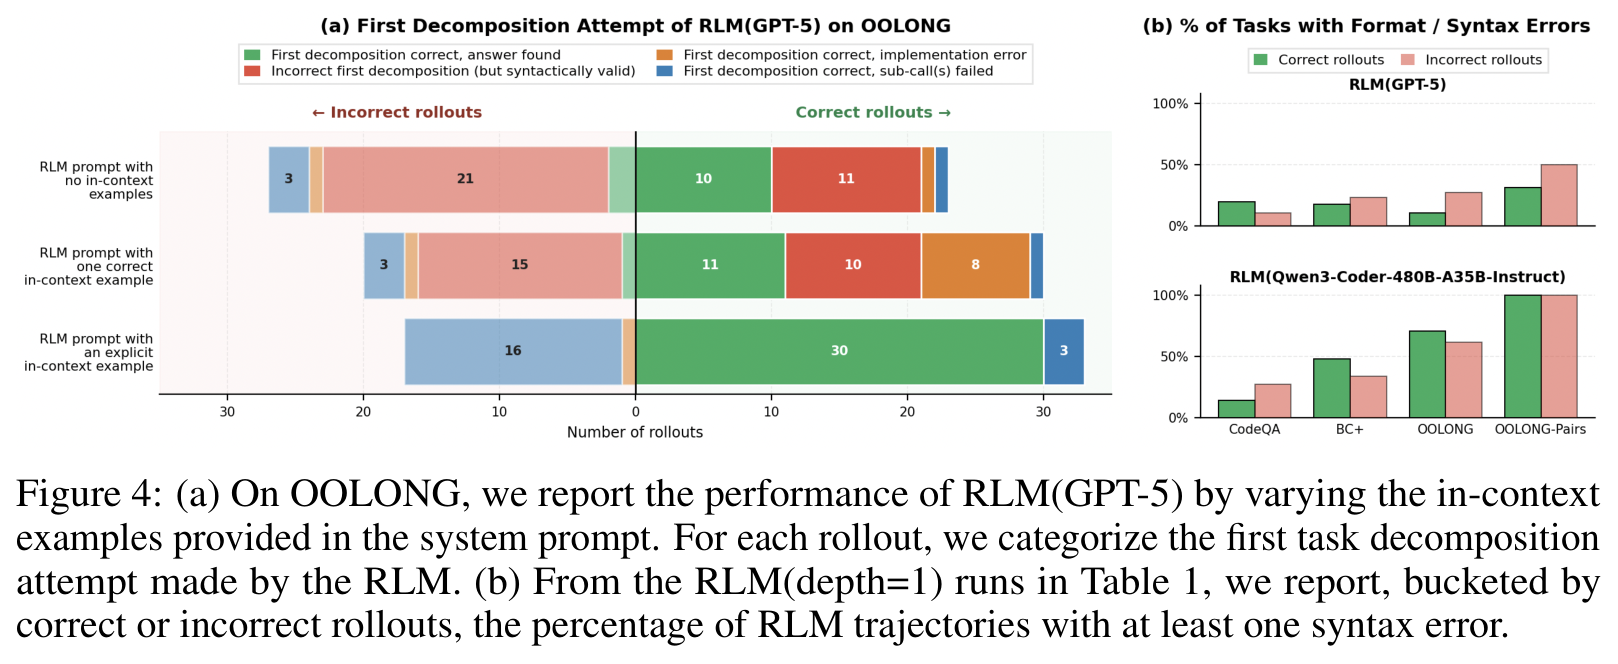 (a) First Decomposition Attempt of RLM(GPT-5) on OOLONG
First decomposition correct, answer found
First decomposition correct, implementation error
Incorrect first decomposition (but syntactically valid)
First decomposition correct, sub-call(s) failed
← Incorrect rollouts
Correct rollouts →
RLM prompt with
no in-context
examples
3
21
10
11
RLM prompt with
one correct
in-context example
3
15
11
10
8
RLM prompt with
an explicit
in-context example
16
30
3
30
20
10
0
10
20
30
Number of rollouts
(b) % of Tasks with Format / Syntax Errors
Correct rollouts
Incorrect rollouts
RLM(GPT-5)
100%
50%
0%
RLM(Qwen3-Coder-480B-A35B-Instruct)
100%
50%
0%
CodeQA
BC+
OOLONG
OOLONG-Pairs
Figure 4: (a) On OOLONG, we report the performance of RLM(GPT-5) by varying the in-context
examples provided in the system prompt. For each rollout, we categorize the first task decomposition
attempt made by the RLM. (b) From the RLM(depth=1) runs in Table 1, we report, bucketed by
correct or incorrect rollouts, the percentage of RLM trajectories with at least one syntax error.